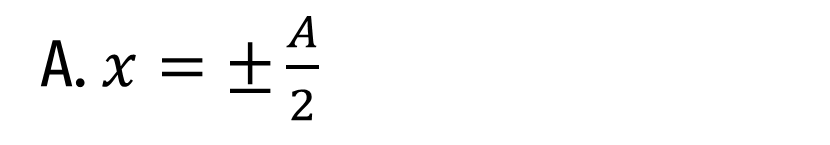 A. x = ± A/2